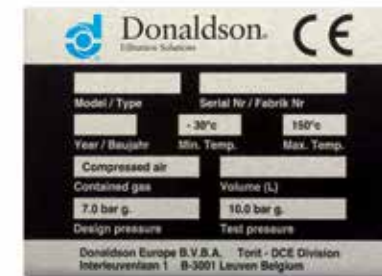 Donaldson. CE
Filtration Solutions
Model / Type Serial Nr / Fabrik Nr
- 30°c 150°c
Year / Baujahr Min. Temp. Max. Temp.
Compressed air
Contained gas Volume (L)
7.0 bar g. 10.0 bar g.
Design pressure Test pressure
Donaldson Europe B.V.B.A. Torit - DCE Division
Interleuvenlaan 1 B-3001 Leuven Belgium